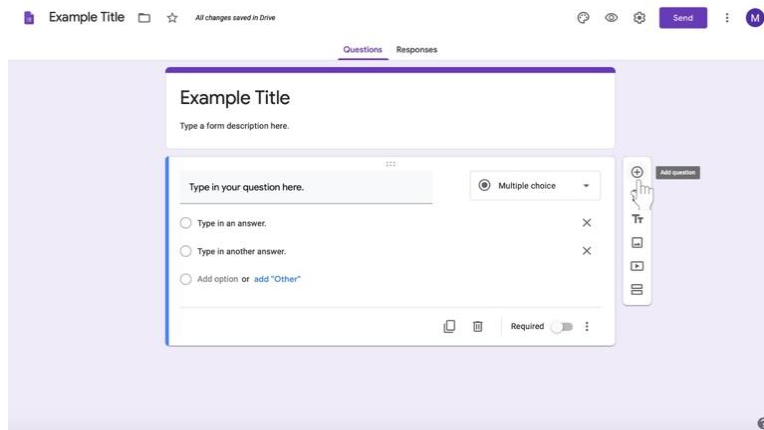 Example Title
All changes saved in Drive
Send
M
Questions Responses
Example Title
Type a form description here.
Type in your question here.
Multiple choice
Add question
Type in an answer.
Tт
Type in another answer.
Add option or add "Other"
Required